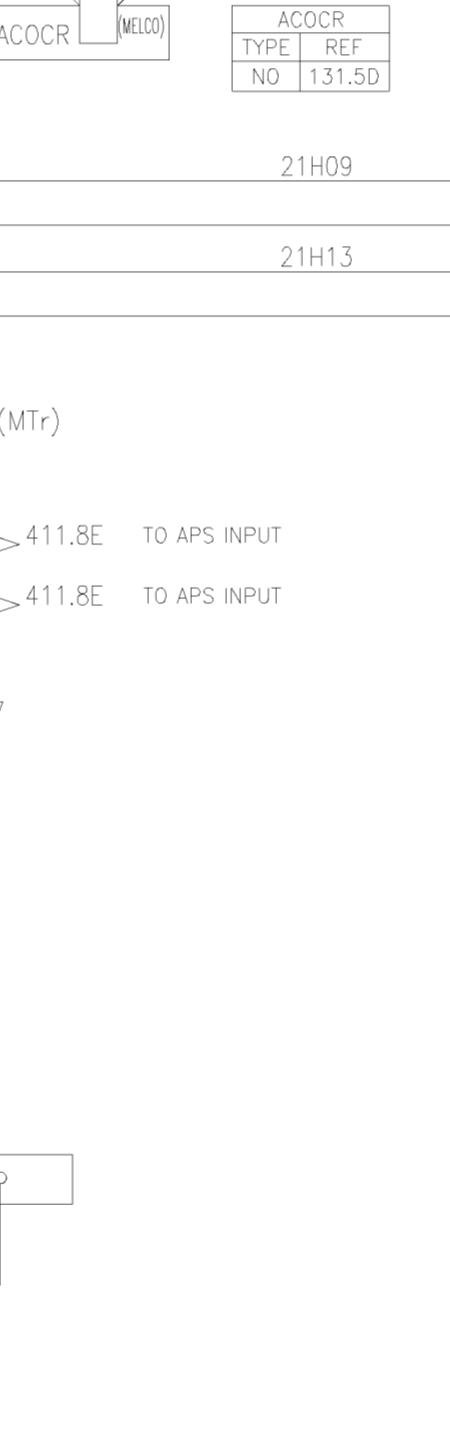 ACOCR (MELCO)
ACOCR
TYPE REF
NO 131.5D
21H09
21H13
(MTr)
411.8E TO APS INPUT
411.8E TO APS INPUT